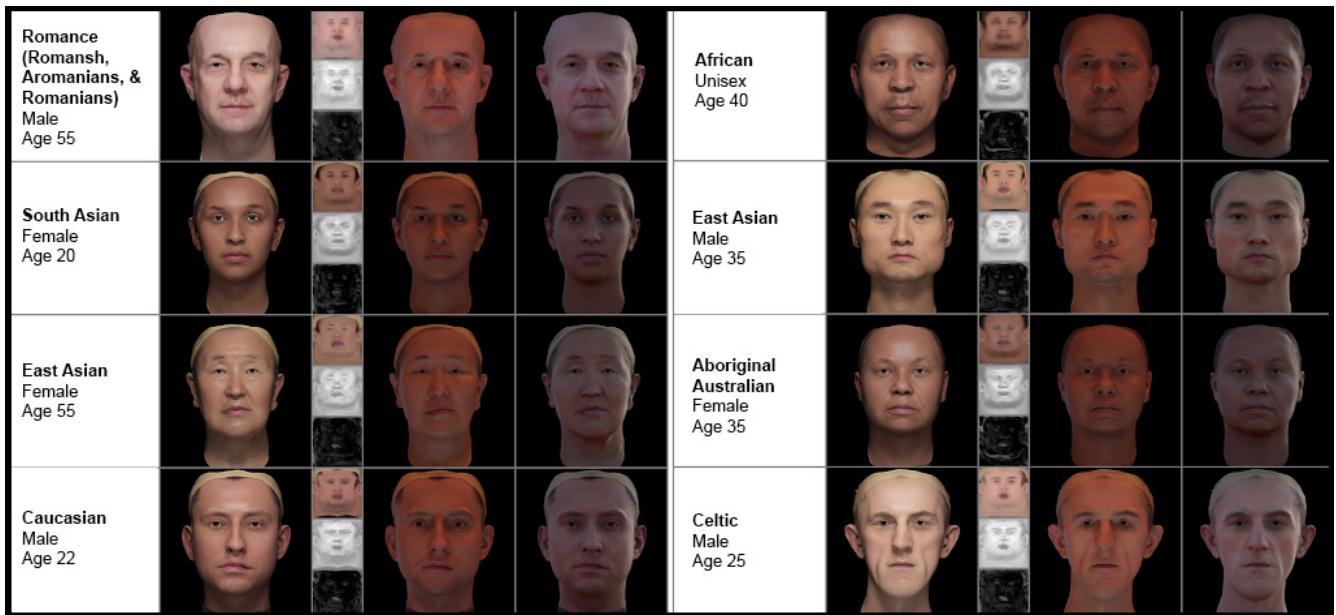 Romance
(Romansh,
Aromanians, &
Romanians)
Male
Age 55
African
Unisex
Age 40
South Asian
Female
Age 20
East Asian
Male
Age 35
East Asian
Female
Age 55
Aboriginal
Australian
Female
Age 35
Caucasian
Male
Age 22
Celtic
Male
Age 25